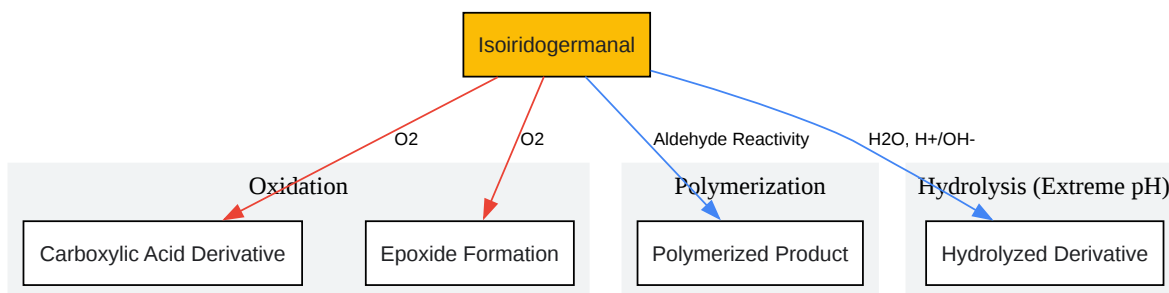 Isoiridogermanal
O2
O2
Aldehyde Reactivity
H2O, H+/OH-
Oxidation
Polymerization
Hydrolysis (Extreme pH)
Carboxylic Acid Derivative
Epoxide Formation
Polymerized Product
Hydrolyzed Derivative